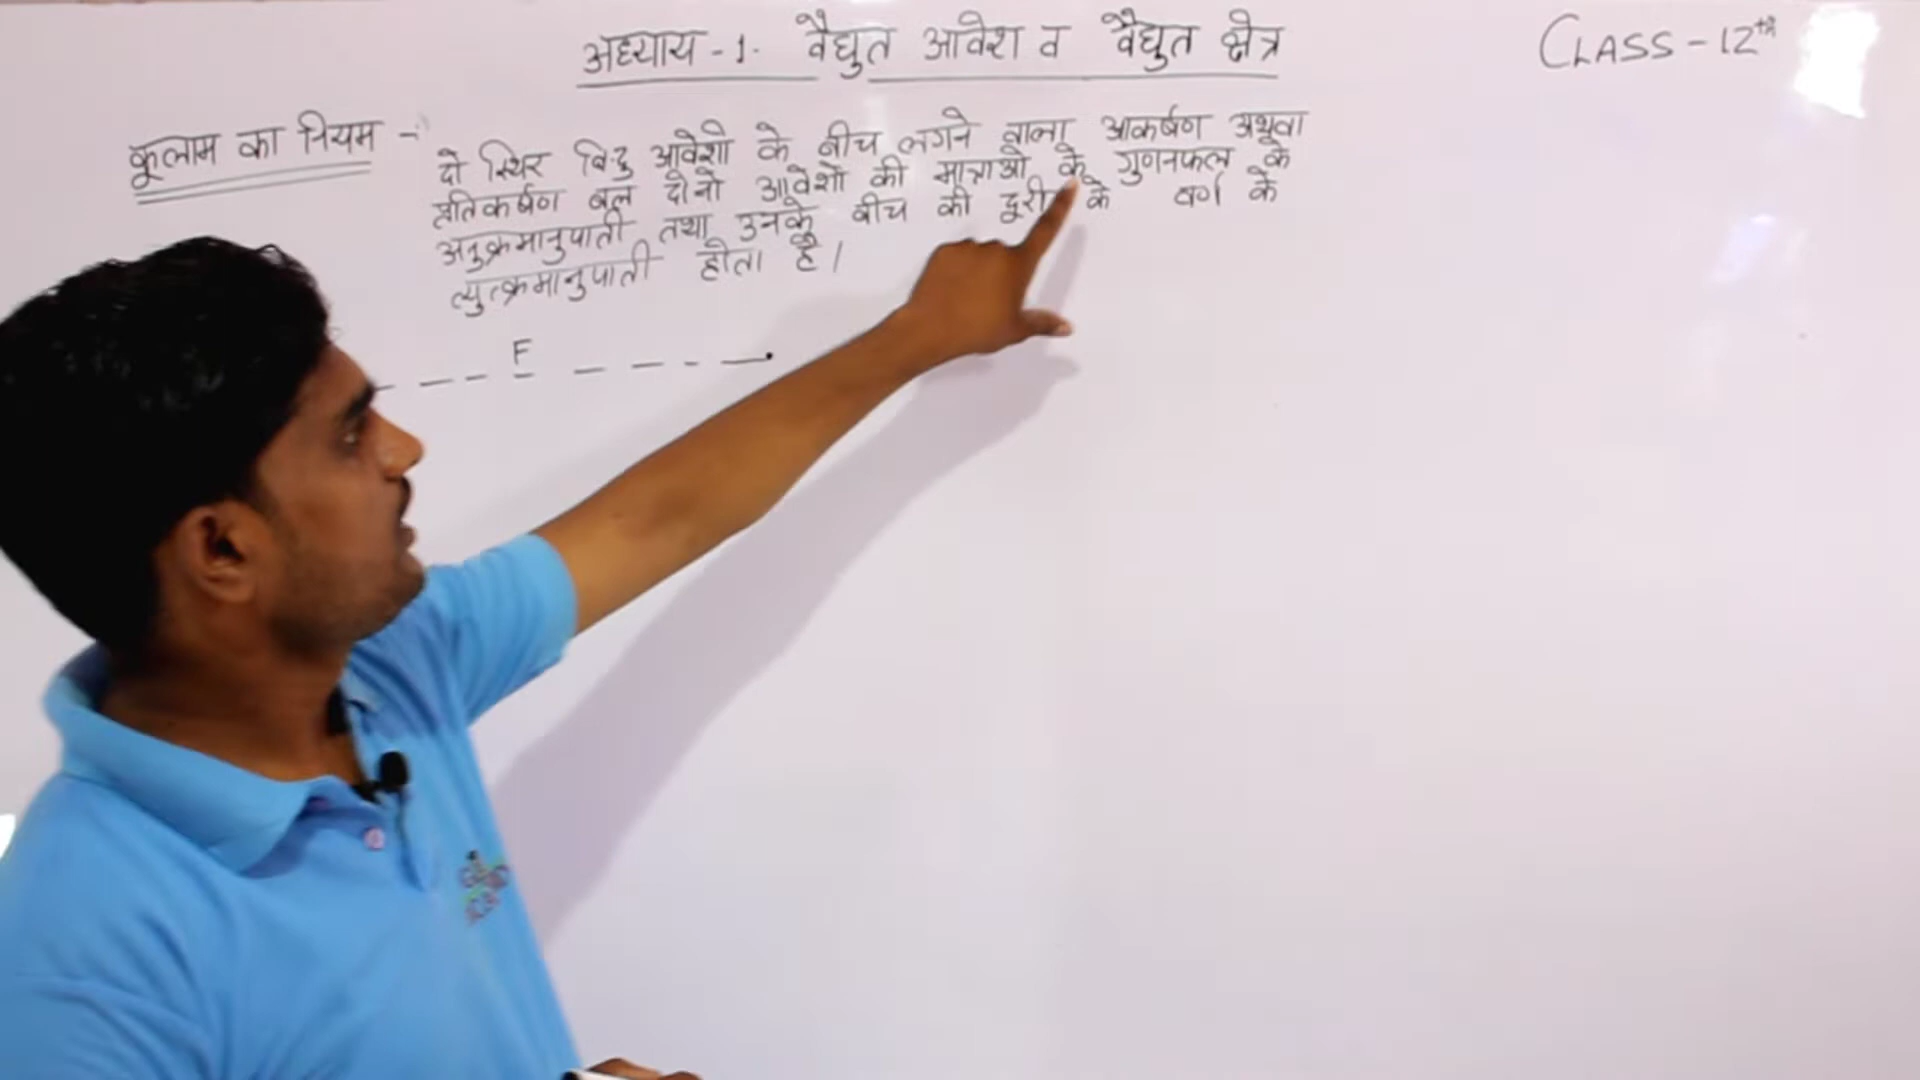 अध्याय - 1. वैद्युत आवेश व वैद्युत क्षेत्र
CLASS - 12th
कूलाम का नियम -
दो स्थिर बिन्दु आवेशो के बीच लगने वाला आकर्षण अथवा
प्रतिकर्षण बल दोनो आवेशो की मात्राओ के गुणनफल के
अनुक्रमानुपाती तथा उनके बीच की दूरी के वर्ग के
व्युत्क्रमानुपाती होता है।
F